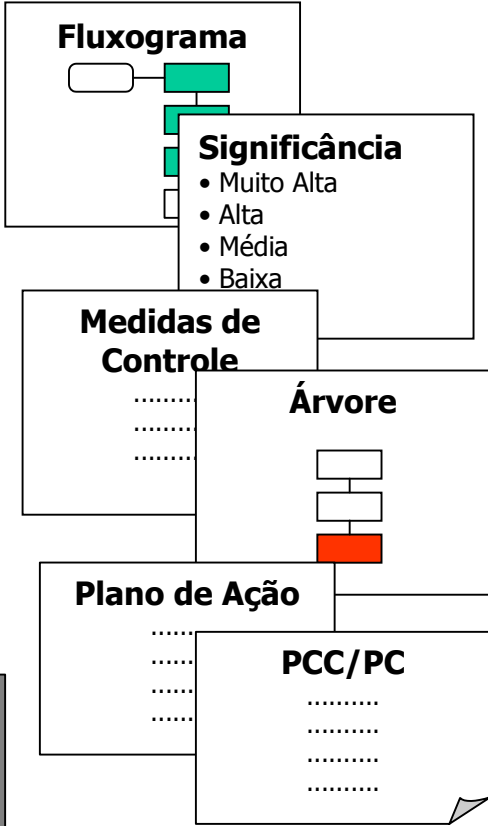 Fluxograma
Significância
• Muito Alta
• Alta
• Média
• Baixa
Medidas de
Controle
..........
..........
..........
Árvore
Plano de Ação
..........
..........
..........
..........
PCC/PC
..........
..........
..........
..........